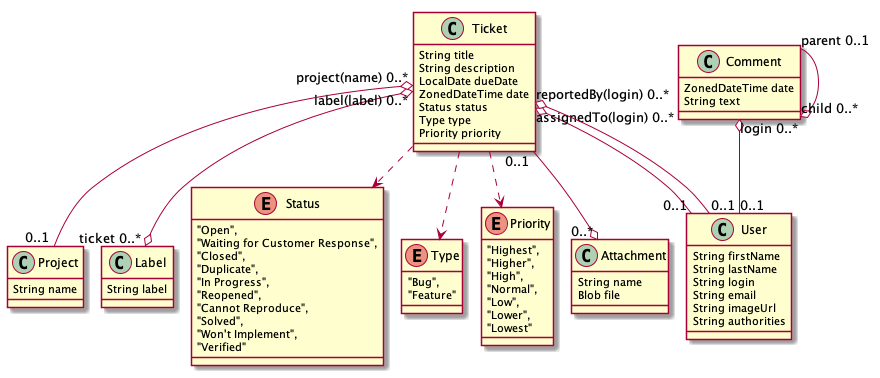 C Ticket
String title
String description
LocalDate dueDate
ZonedDateTime date
Status status
Type type
Priority priority
C Comment
ZonedDateTime date
String text
parent 0..1
child 0..*
login 0..*
project(name) 0..*
label(label) 0..*
reportedBy(login) 0..*
assignedTo(login) 0..*
0..1
E Status
"Open",
"Waiting for Customer Response",
"Closed",
"Duplicate",
"In Progress",
"Reopened",
"Cannot Reproduce",
"Solved",
"Won't Implement",
"Verified"
0..1
ticket 0..*
C Project
String name
C Label
String label
E Type
"Bug",
"Feature"
E Priority
"Highest",
"Higher",
"High",
"Normal",
"Low",
"Lower",
"Lowest"
0..*
C Attachment
String name
Blob file
0..1
0..1
0..1
C User
String firstName
String lastName
String login
String email
String imageUrl
String authorities